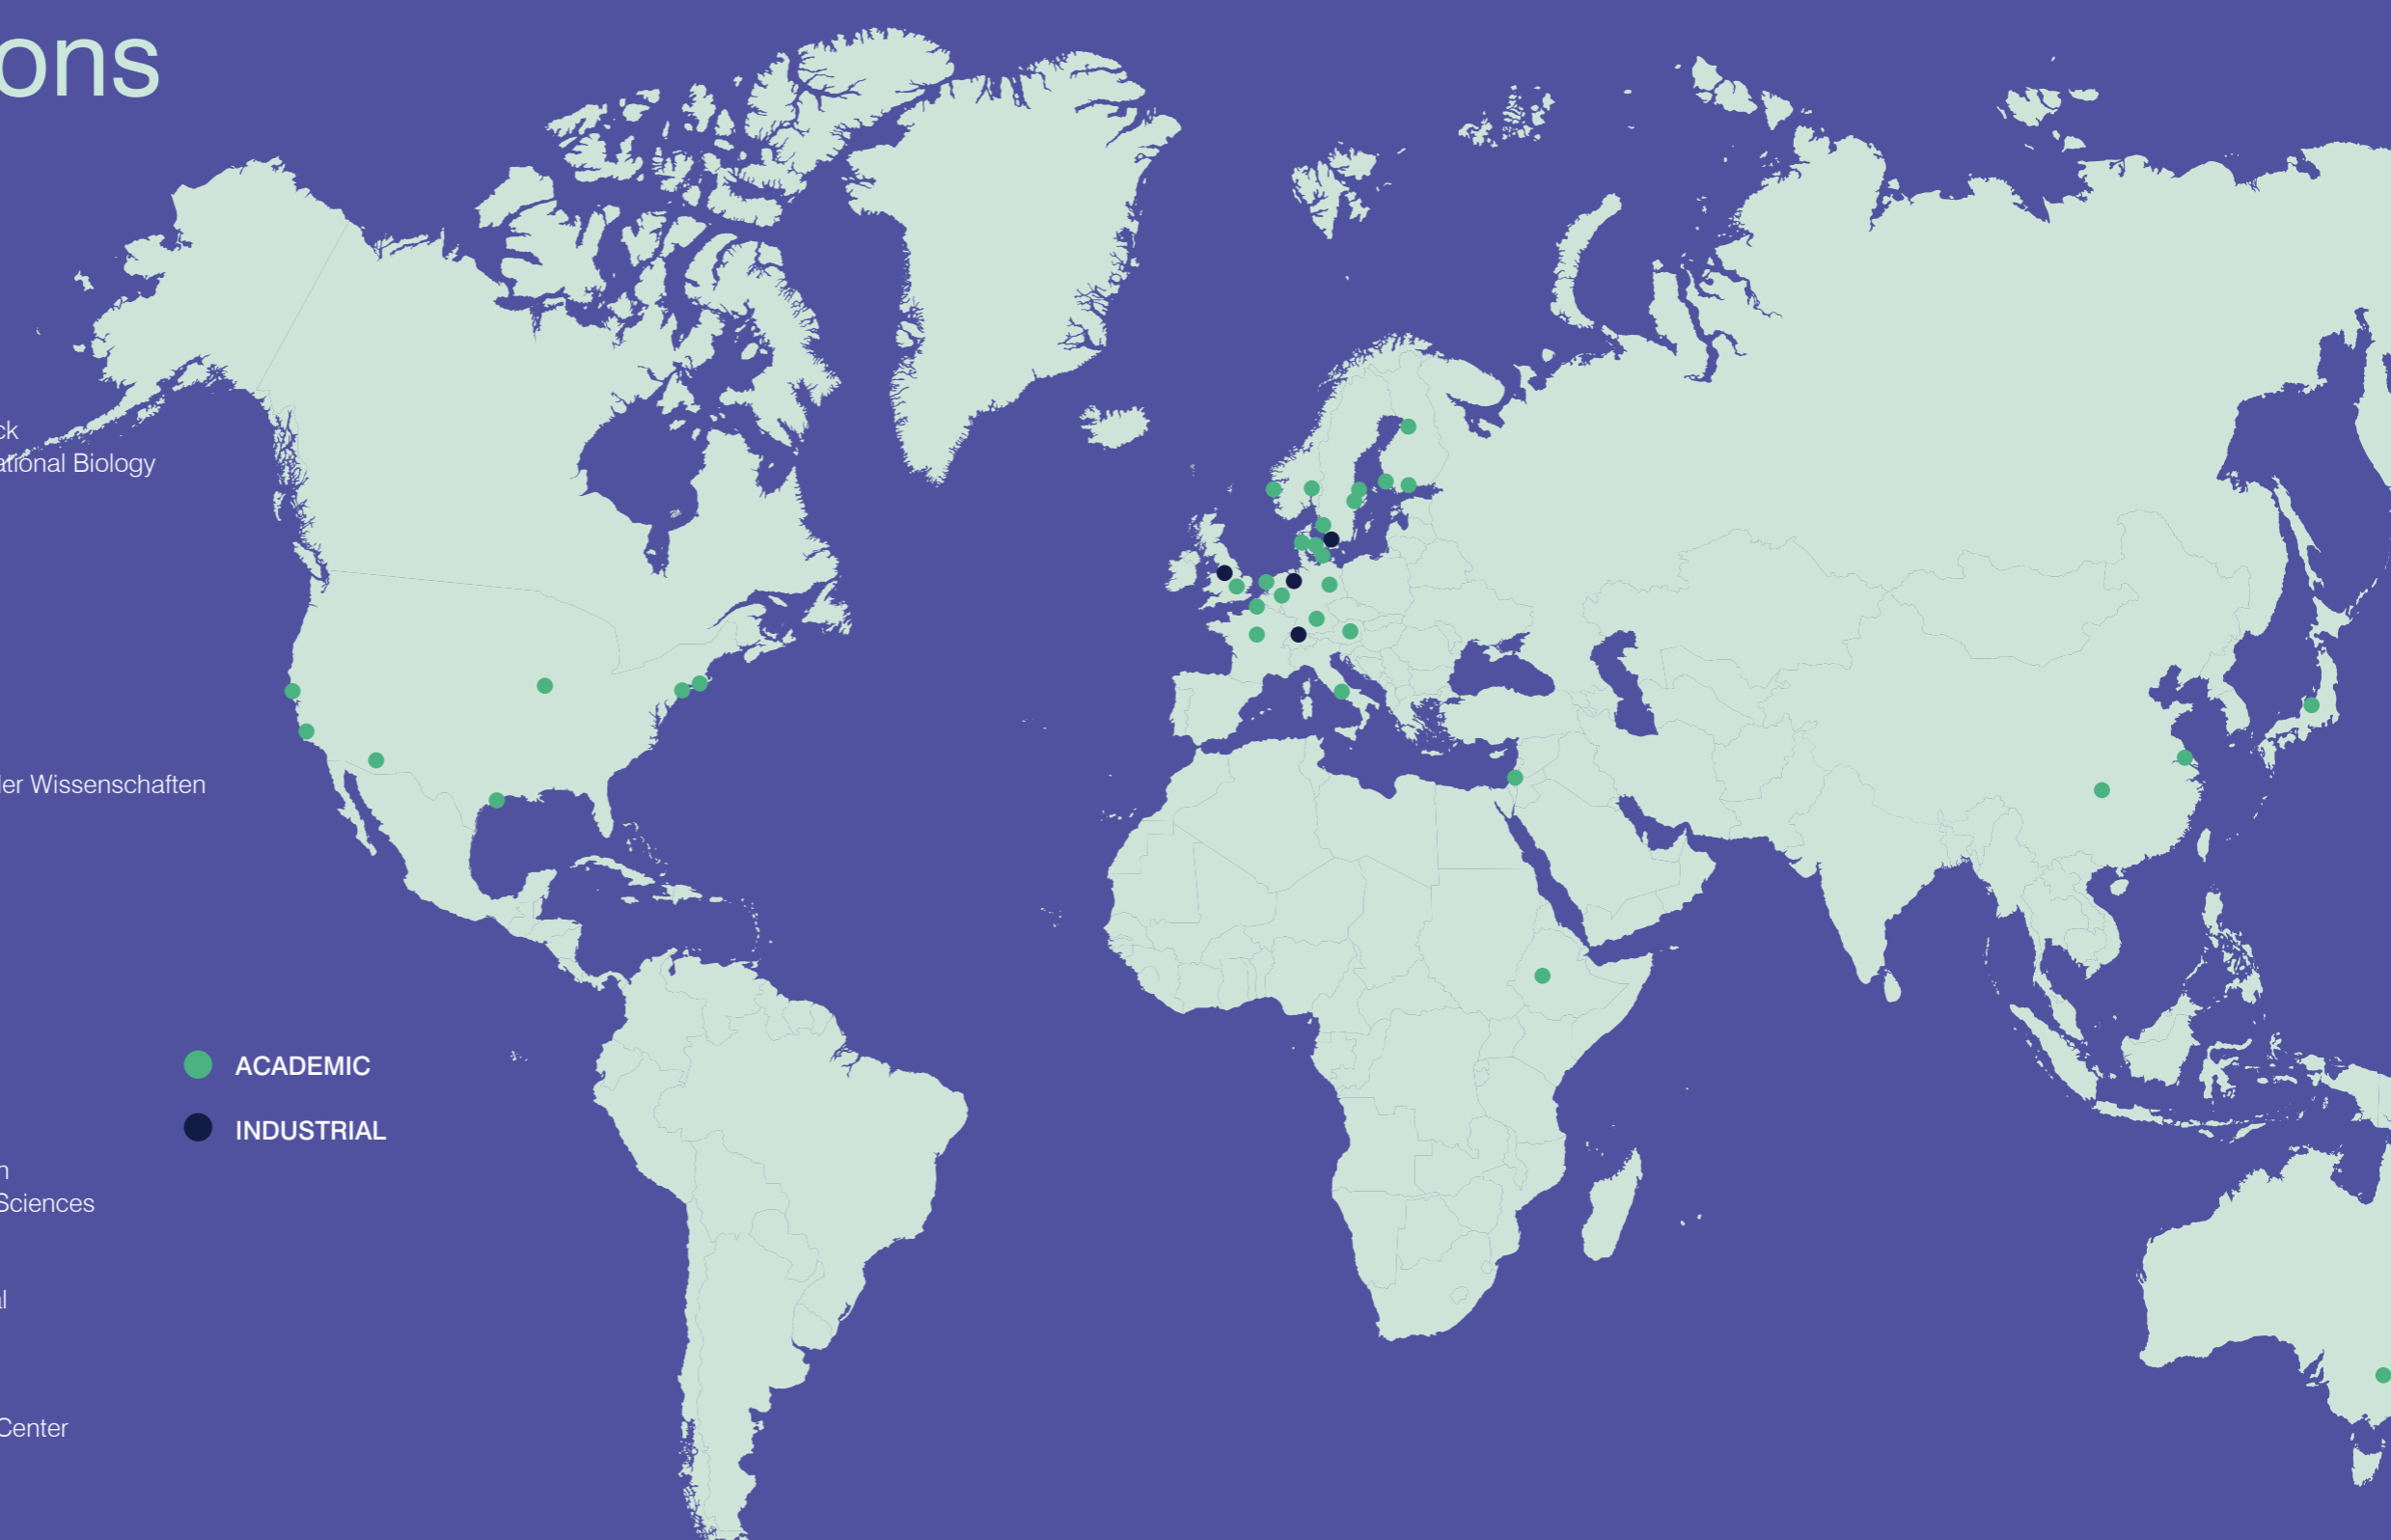 ons
ck
ational Biology
der Wissenschaften
ACADEMIC
INDUSTRIAL
n
Sciences
al
Center